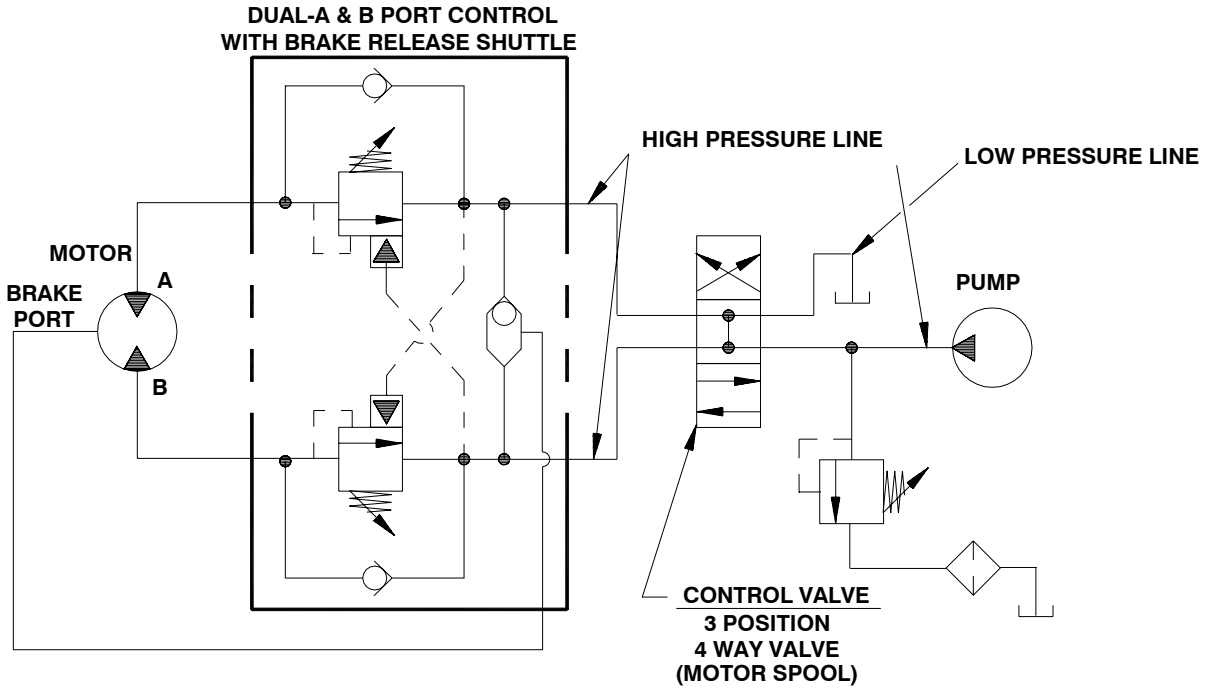 DUAL-A & B PORT CONTROL
WITH BRAKE RELEASE SHUTTLE
HIGH PRESSURE LINE
LOW PRESSURE LINE
MOTOR
A
BRAKE
PORT
B
PUMP
CONTROL VALVE
3 POSITION
4 WAY VALVE
(MOTOR SPOOL)